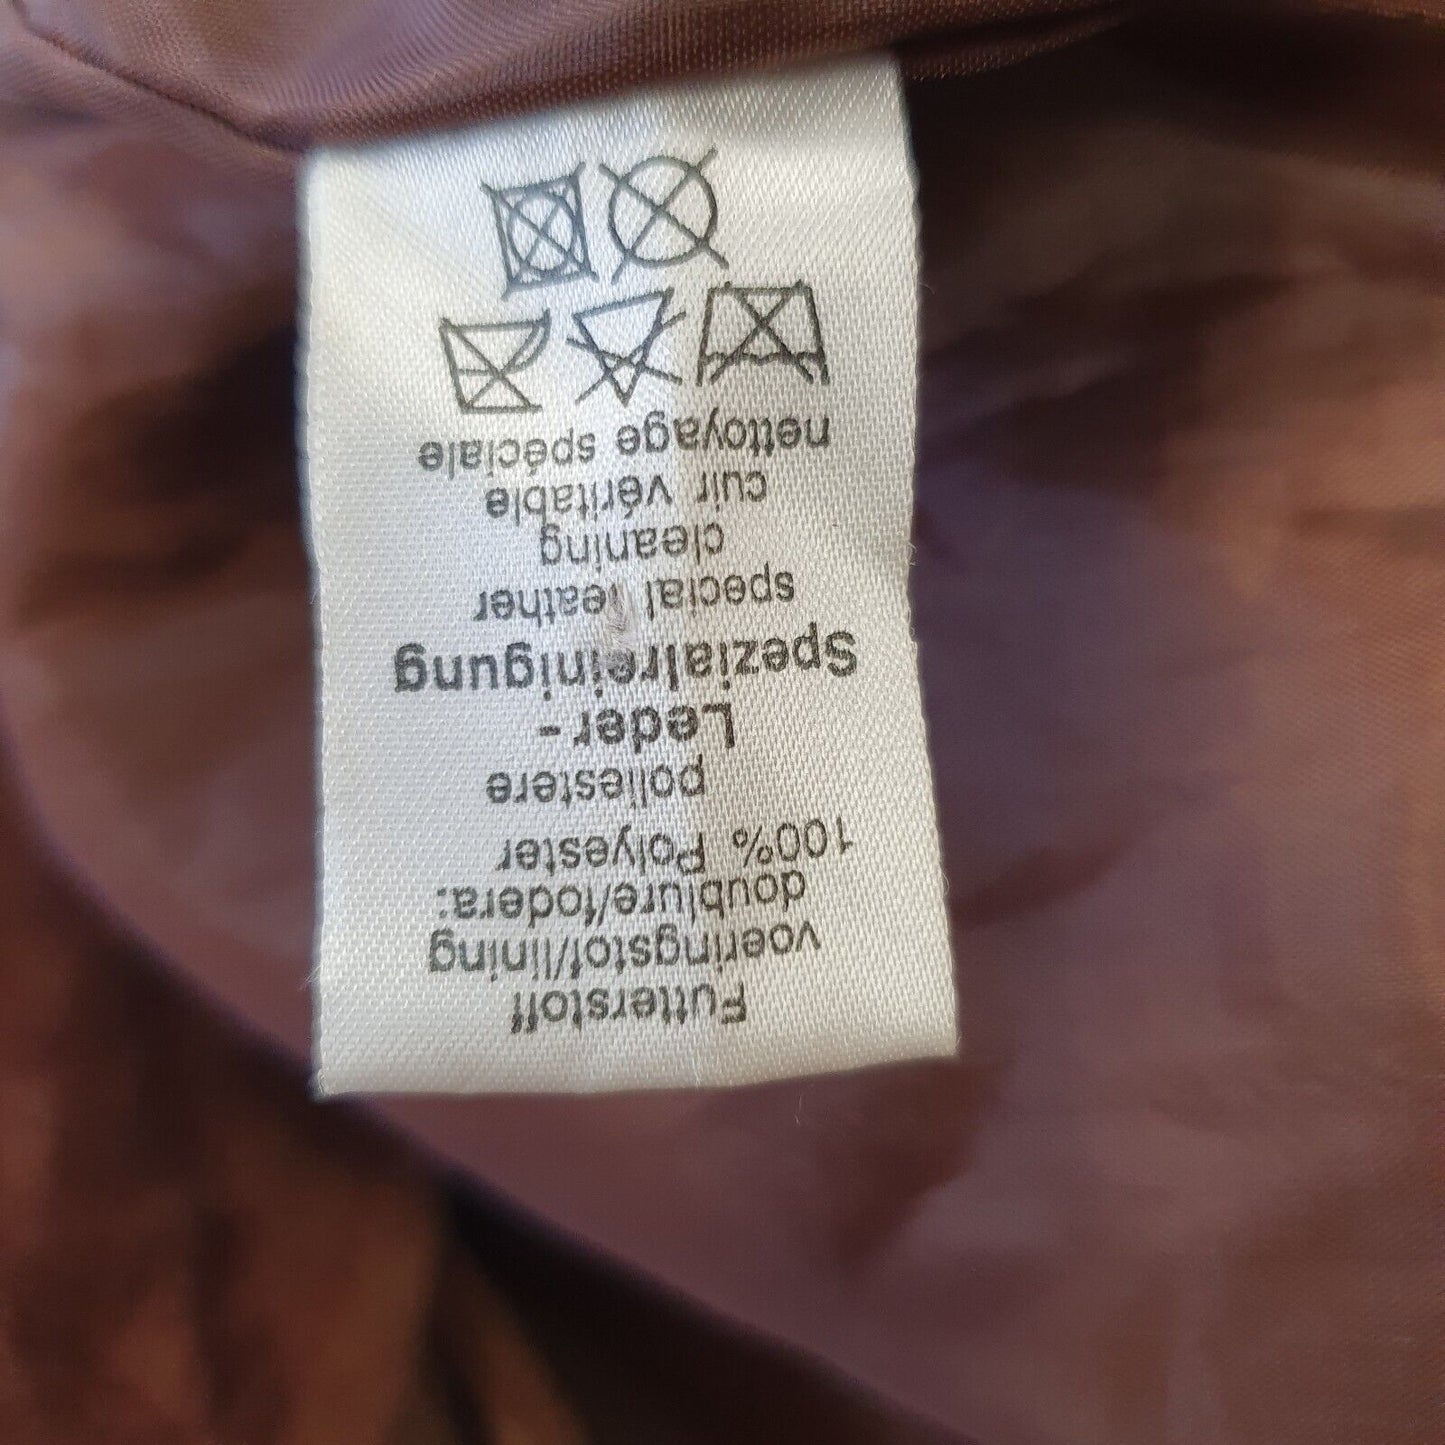 Futterstoff
voeringstof/lining
doublure/fodera:
100% Polyester
poliestere
Leder-
Spezialreinigung
special leather
cleaning
cuir véritable
nettoyage spéciale